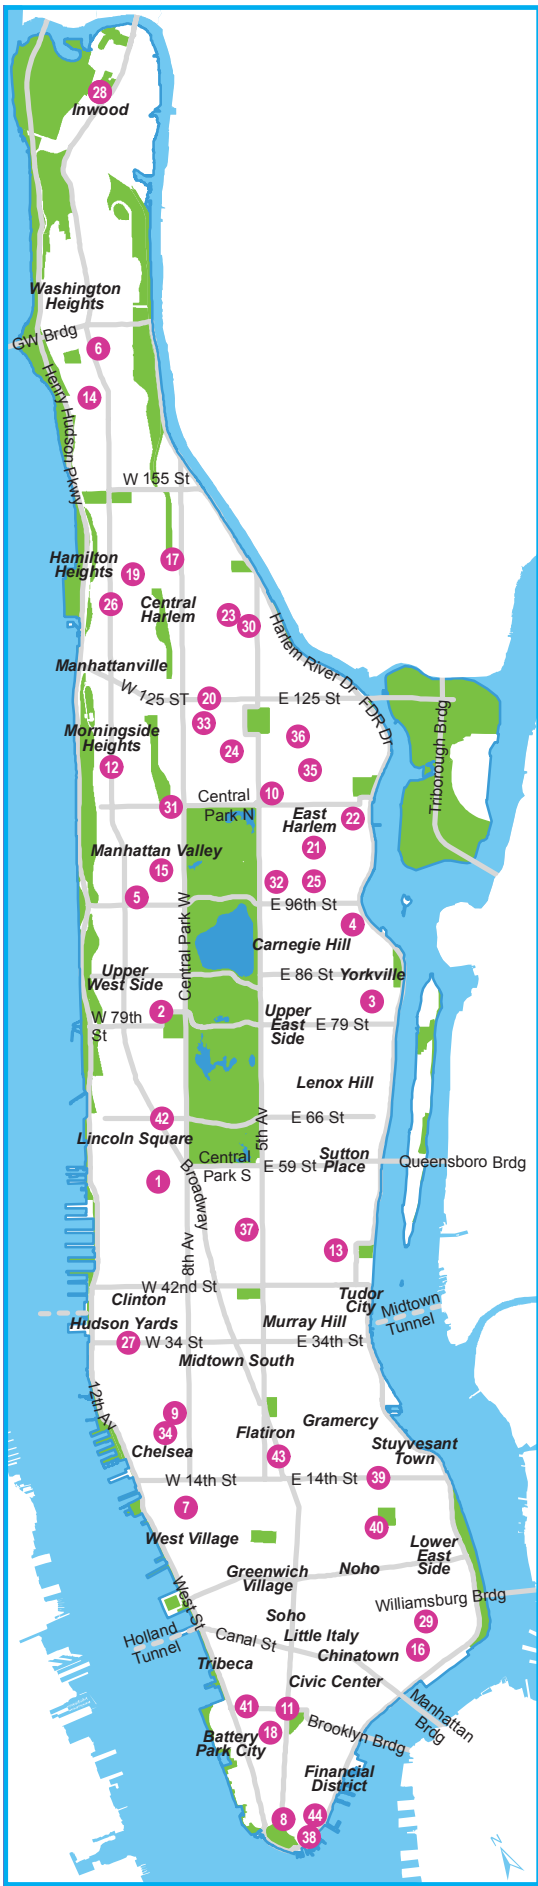 28
Inwood
Washington
Heights
GW Brdg
6
Henry Hudson Pkwy
14
W 155 St
17
Hamilton
Heights
19
26
Central
Harlem
23
30
Harlem River Dr
Manhattanville
W 125 ST
20
E 125 St
FDR Dr
Triborough Brdg
33
36
Morningside
Heights
24
12
35
10
Central
Park N
31
East
Harlem
22
21
Manhattan Valley
15
32
25
5
E 96th St
Central Park W
4
Carnegie Hill
Upper
West Side
E 86 St
Yorkville
3
2
W 79th
St
Upper
East
Side
E 79 St
Lenox Hill
42
E 66 St
Lincoln Square
5th Av
Central
Park S
E 59 St
Sutton
Place
Queensboro Brdg
1
Broadway
37
8th Av
13
W 42nd St
Clinton
Tudor
City
Midtown
Tunnel
Hudson Yards
Murray Hill
27
W 34 St
E 34th St
Midtown South
12th Av
9
34
Chelsea
Gramercy
Flatiron
Stuyvesant
Town
43
W 14th St
E 14th St
39
7
40
West Village
Lower
East
Side
Noho
Greenwich
Village
West St
Williamsburg Brdg
29
Soho
Holland
Tunnel
Canal St
Little Italy
16
Chinatown
Tribeca
Civic Center
41
11
Manhattan
Brdg
18
Brooklyn Brdg
Battery
Park City
Financial
District
8
44
38
N